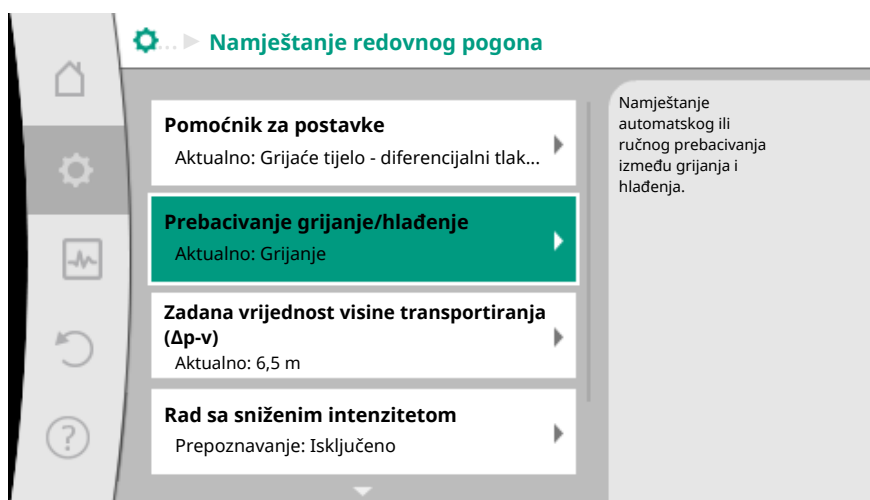 ... Namještanje redovnog pogona
Pomoćnik za postavke
Aktualno: Grijaće tijelo - diferencijalni tlak...
Prebacivanje grijanje/hlađenje
Aktualno: Grijanje
Zadana vrijednost visine transportiranja
(Δp-v)
Aktualno: 6,5 m
Rad sa sniženim intenzitetom
Prepoznavanje: Isključeno
Namještanje
automatskog ili
ručnog prebacivanja
između grijanja i
hlađenja.
?